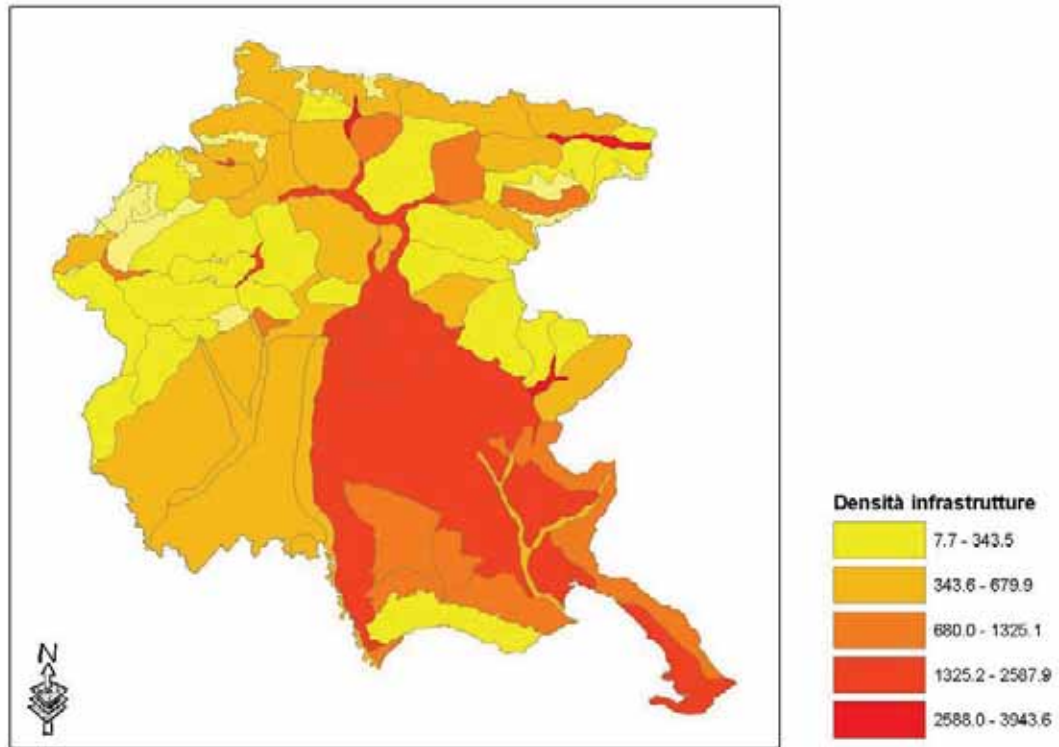 N
Densità infrastrutture
7.7 - 343.5
343.6 - 679.9
680.0 - 1325.1
1325.2 - 2587.9
2588.0 - 3943.6